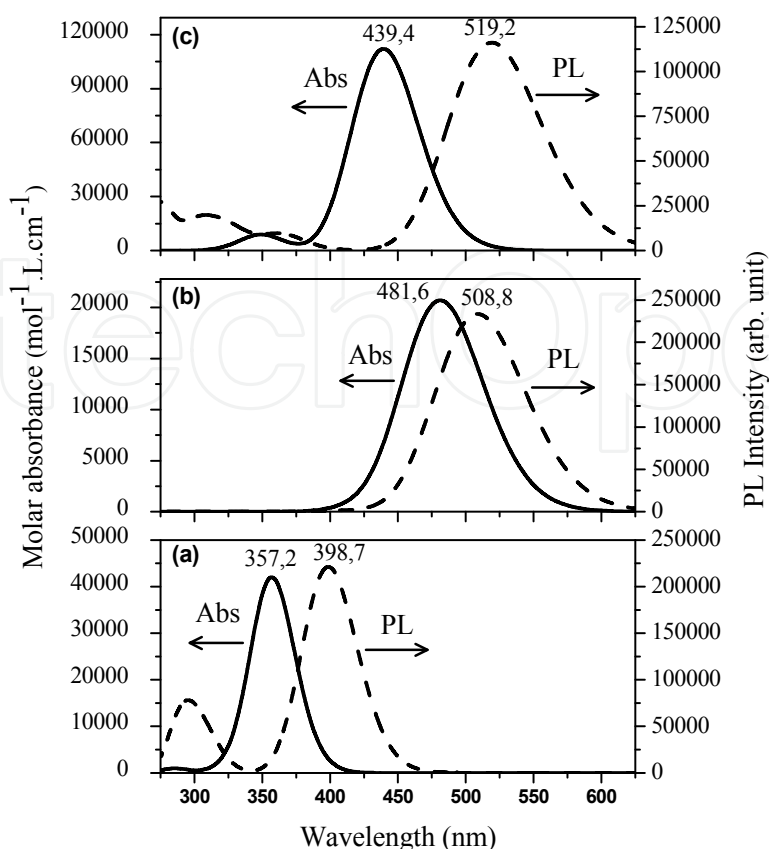 (c)
439,4
519,2
Abs
PL
120000
90000
60000
30000
0
125000
100000
75000
50000
25000
0
(b)
481,6
508,8
Abs
PL
20000
15000
10000
5000
0
250000
200000
150000
100000
50000
0
(a)
357,2
398,7
Abs
PL
50000
40000
30000
20000
10000
0
250000
200000
150000
100000
50000
0
250 300 350 400 450 500 550 600
Wavelength (nm)
Molar absorbance (mol⁻¹.L.cm⁻¹)
PL Intensity (arb. unit)
techOp